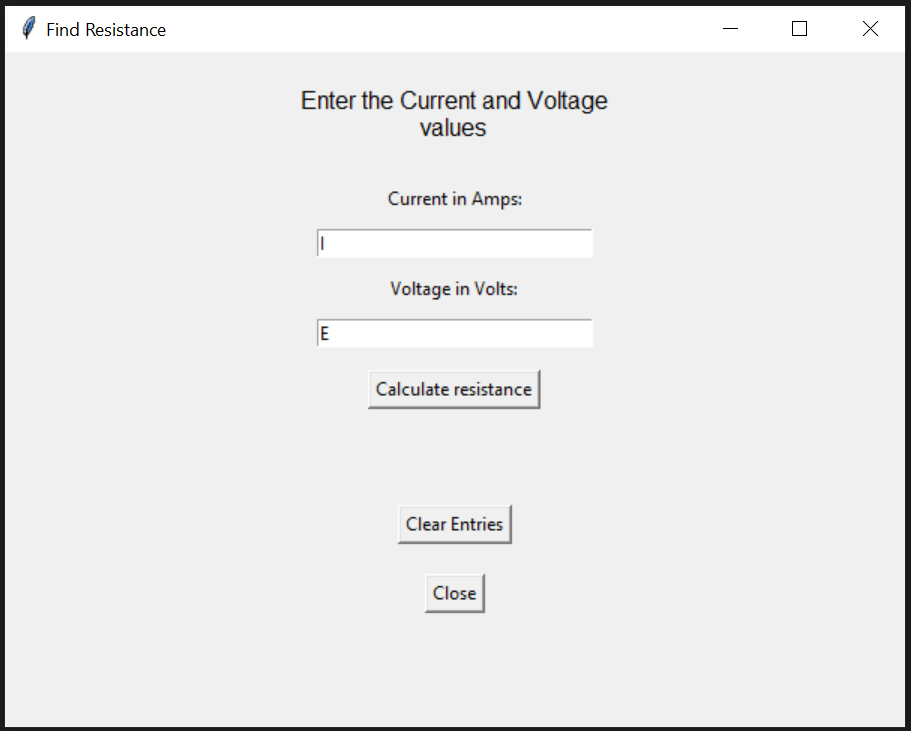 Find Resistance
Enter the Current and Voltage
values
Current in Amps:
I
Voltage in Volts:
E
Calculate resistance
Clear Entries
Close